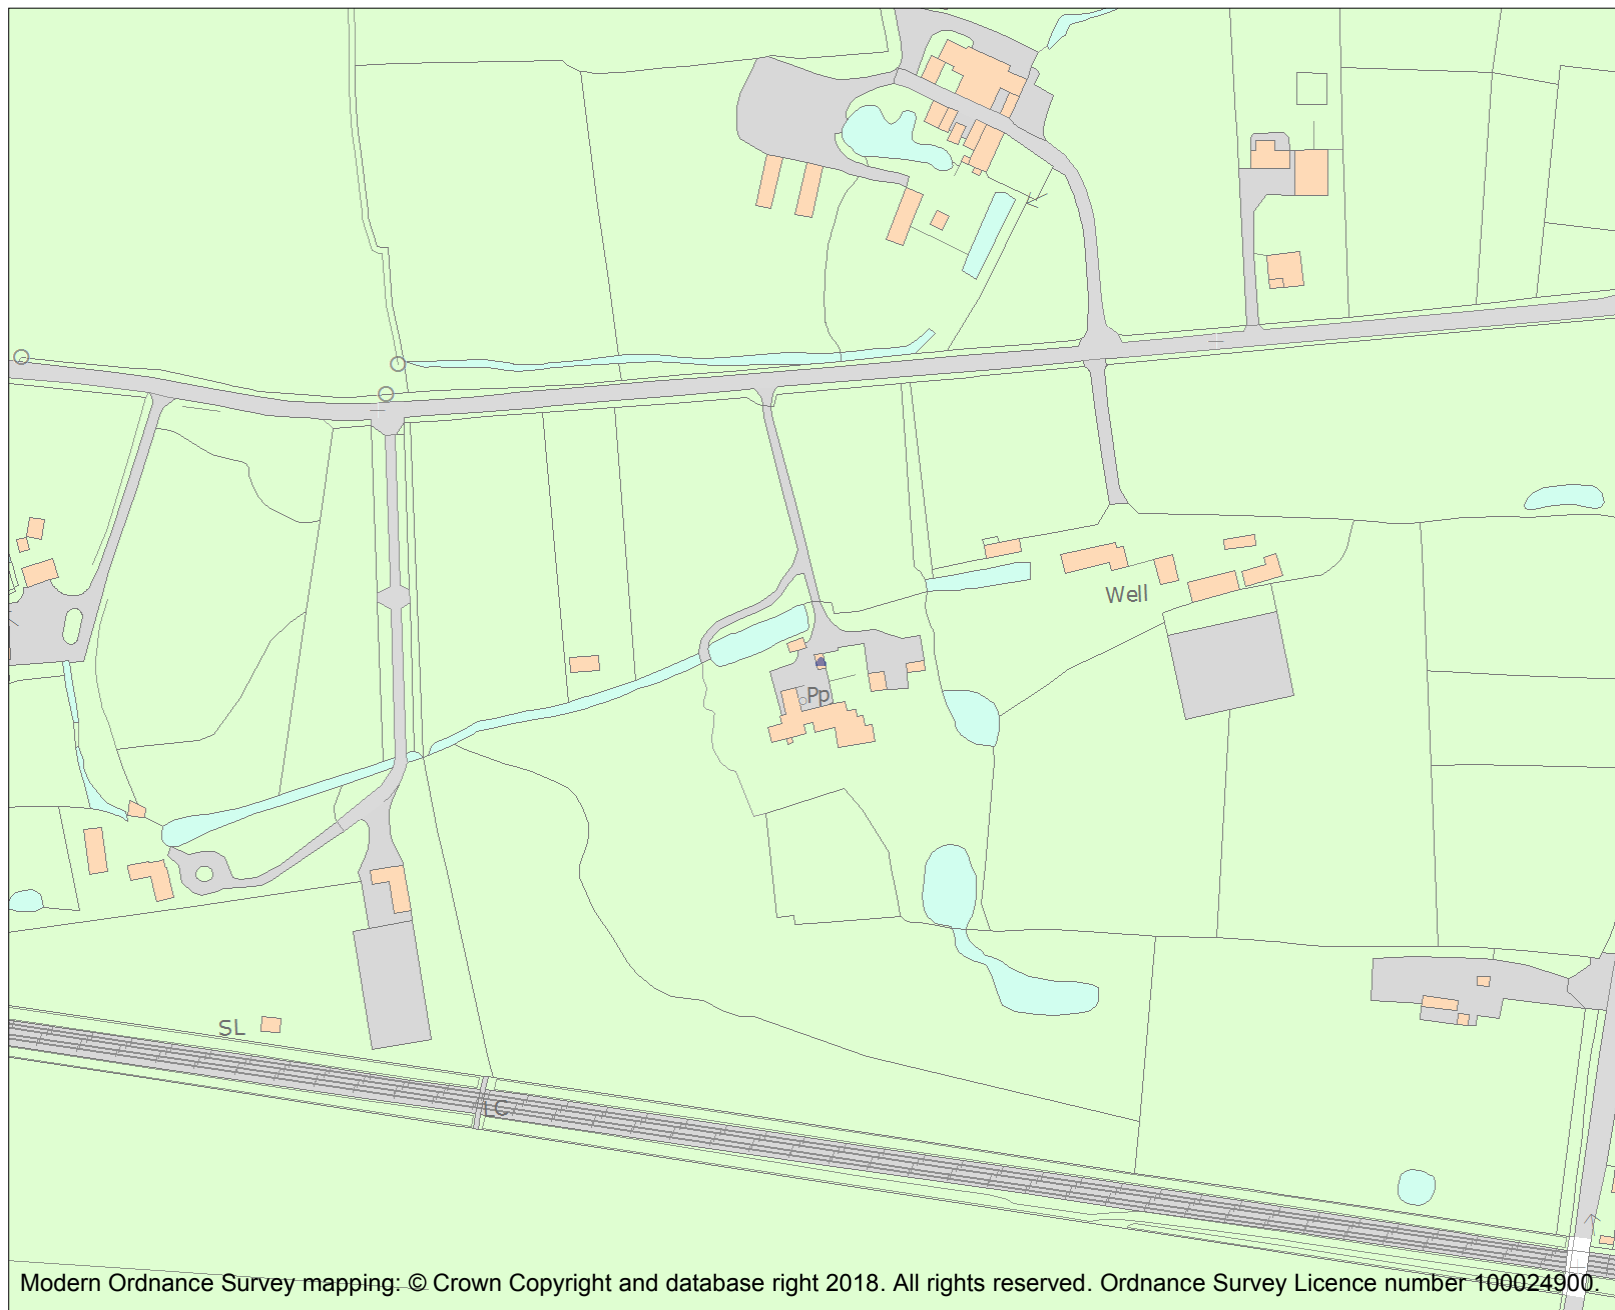 Well
Pp
SL
LC
Modern Ordnance Survey mapping: © Crown Copyright and database right 2018. All rights reserved. Ordnance Survey Licence number 100024900.